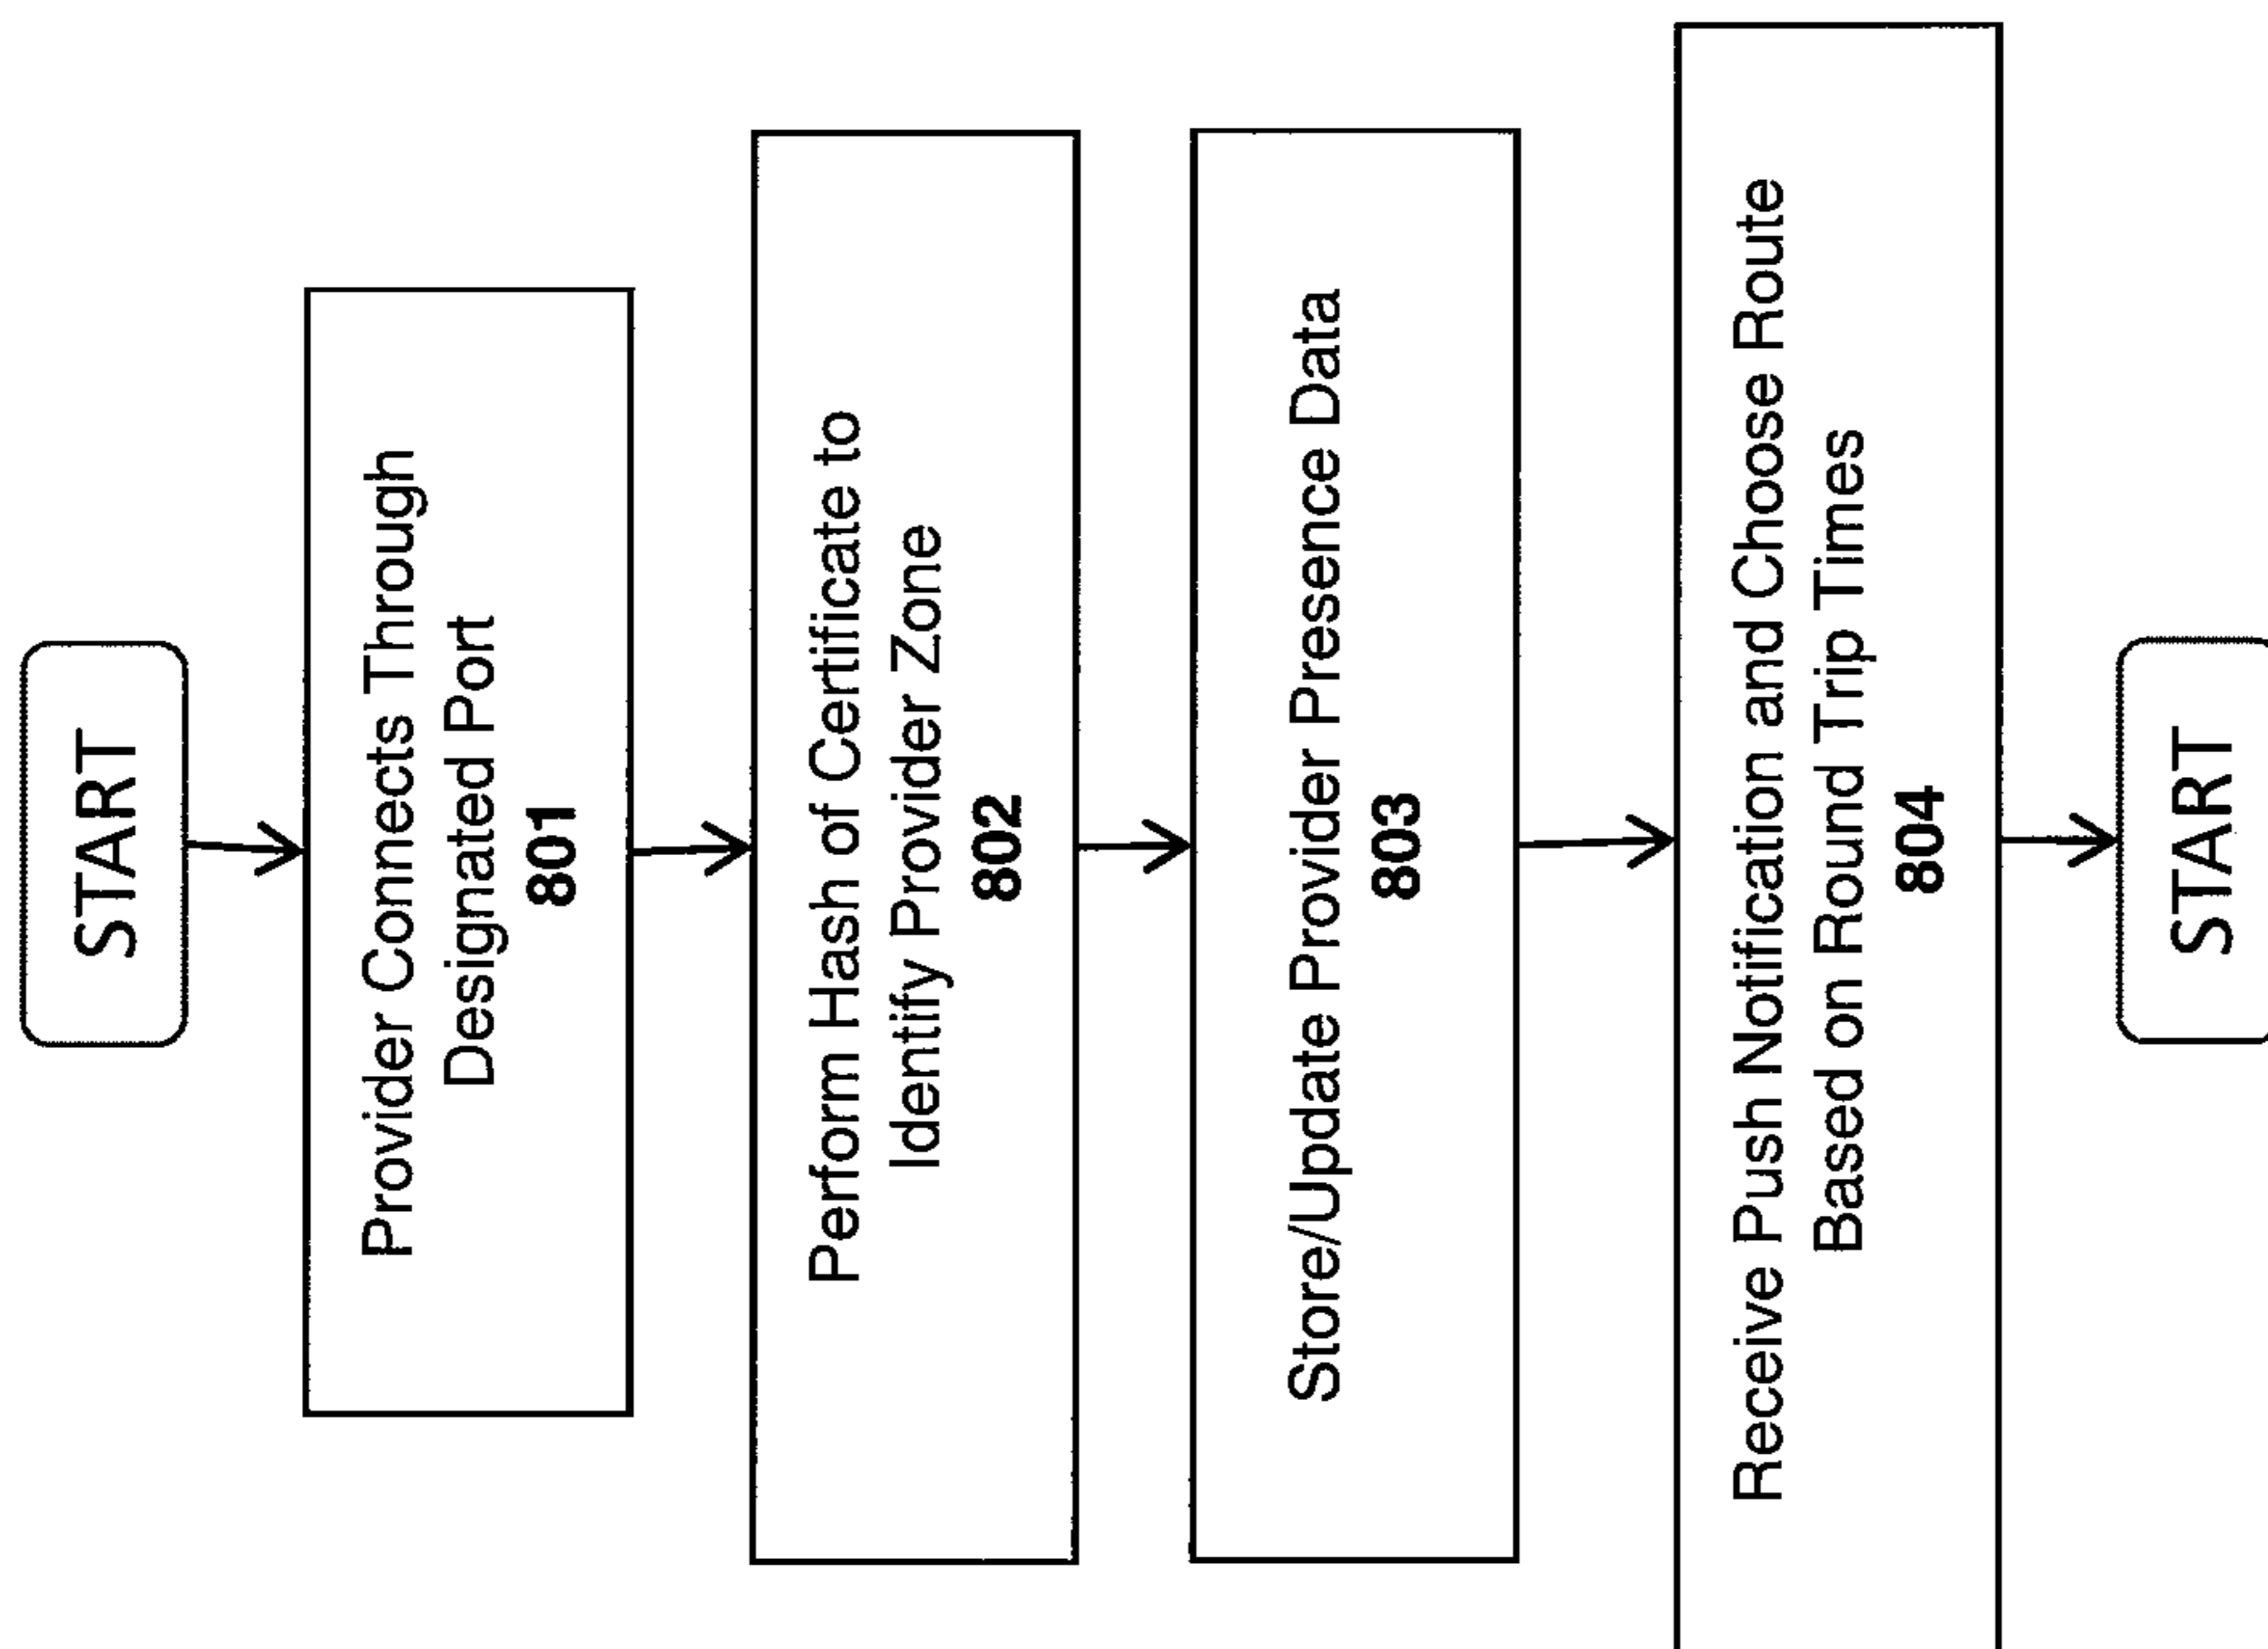 START
Provider Connects Through
Designated Port
801
Perform Hash of Certificate to
Identify Provider Zone
802
Store/Update Provider Presence Data
803
Receive Push Notification and Choose Route
Based on Round Trip Times
804
START